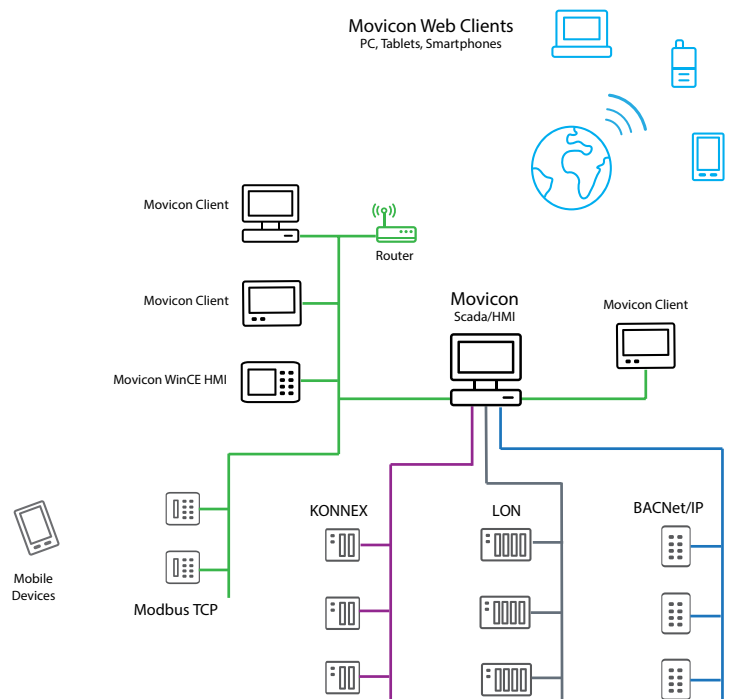 Movicon Web Clients
PC, Tablets, Smartphones
Movicon Client
Router
Movicon Client
Movicon
Scada/HMI
Movicon Client
Movicon WinCE HMI
KONNEX
LON
BACNet/IP
Mobile
Devices
Modbus TCP